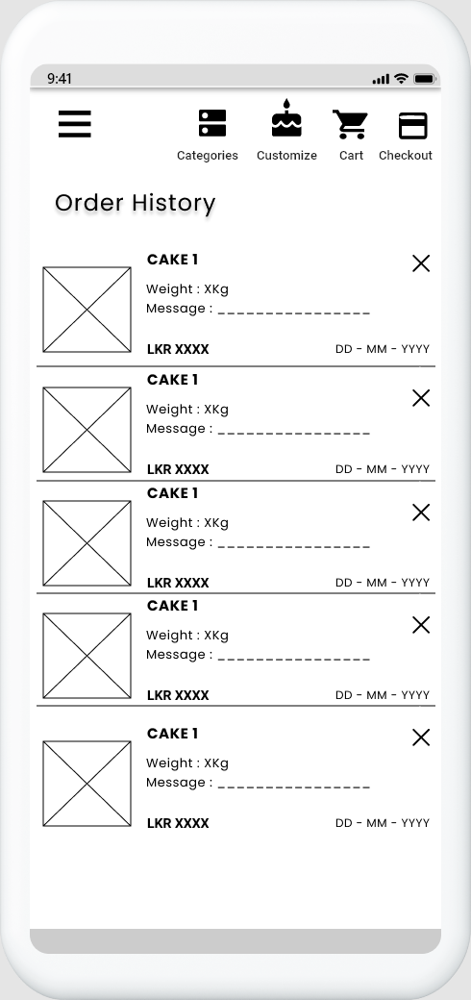 9:41
Categories Customize Cart Checkout
Order History
CAKE 1
Weight : XKg
Message : ________________
LKR XXXX DD - MM - YYYY
CAKE 1
Weight : XKg
Message : ________________
LKR XXXX DD - MM - YYYY
CAKE 1
Weight : XKg
Message : ________________
LKR XXXX DD - MM - YYYY
CAKE 1
Weight : XKg
Message : ________________
LKR XXXX DD - MM - YYYY
CAKE 1
Weight : XKg
Message : ________________
LKR XXXX DD - MM - YYYY